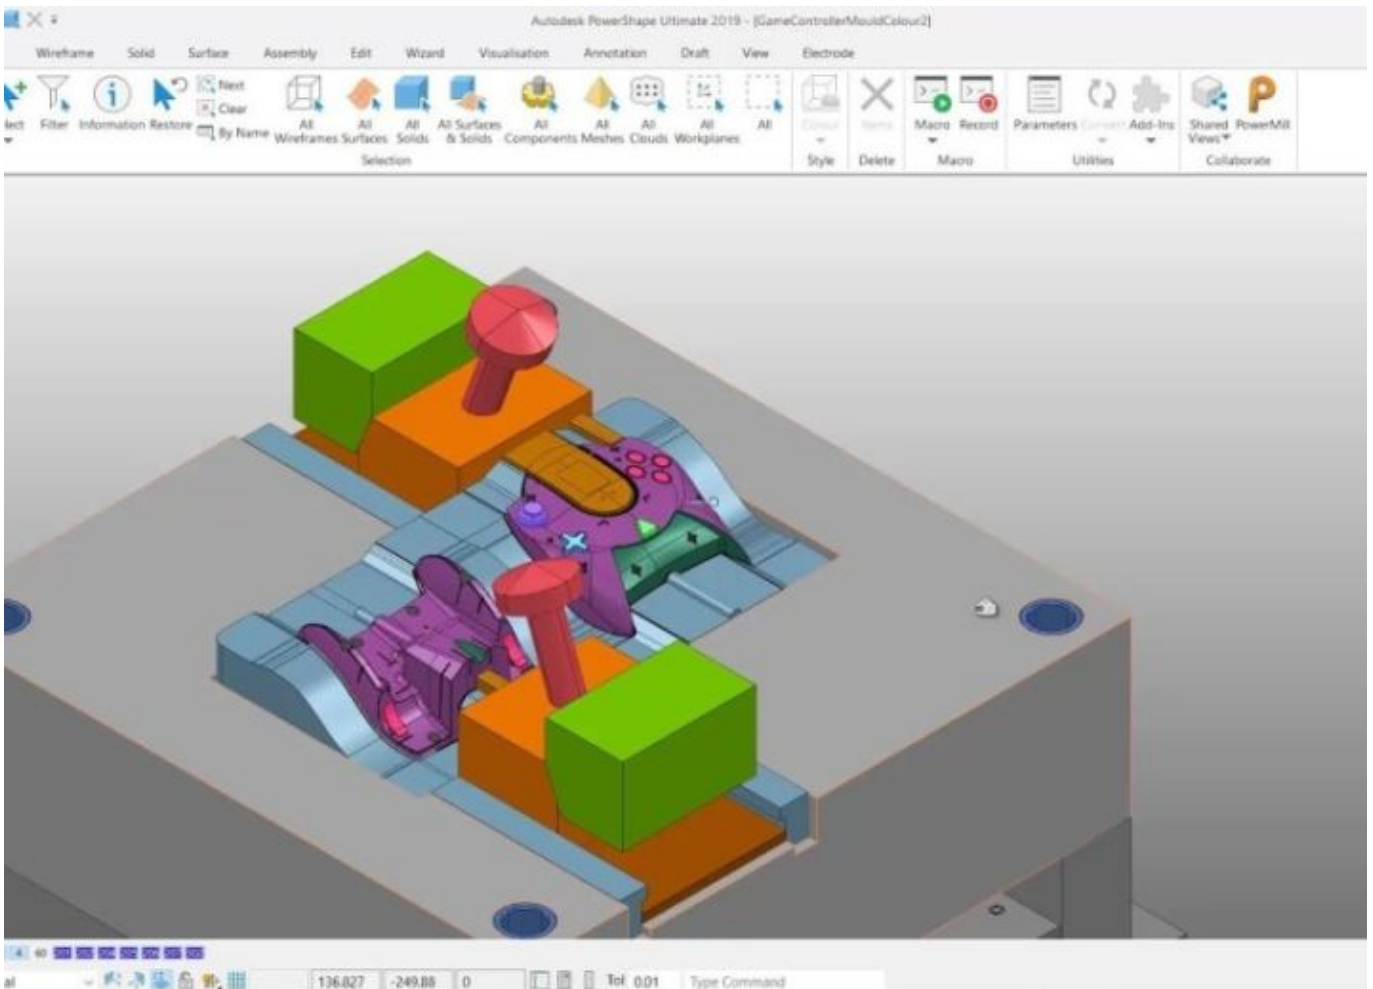 Autodesk PowerShape Ultimate 2019 - [GameControllerMouldColour2]
Wireframe Solid Surface Assembly Edit Wizard Visualisation Annotation Draft View Electrode
Next
Clear
By Name
Filter Information Restore
All Wireframes
All Surfaces
All Solids
All Surfaces & Solids
All Components
All Meshes
All Clouds
All Workplanes
All
Macro Record
Parameters
Add-Ins
Shared Views
PowerMill
Selection Style Delete Macro Utilities Collaborate
136.827 -249.88 0 Tol 0.01 Type Command